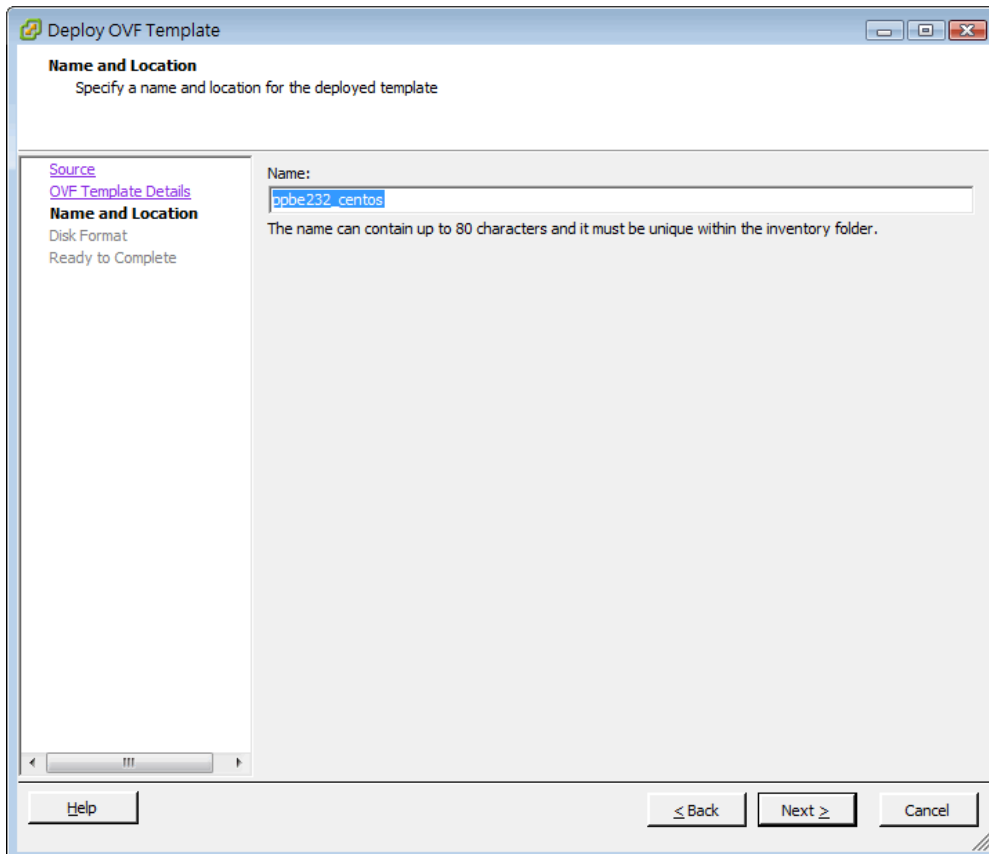 Deploy OVF Template
Name and Location
Specify a name and location for the deployed template
Source
OVF Template Details
Name and Location
Disk Format
Ready to Complete
Name:
ppbe232_centos
The name can contain up to 80 characters and it must be unique within the inventory folder.
Help
< Back
Next >
Cancel